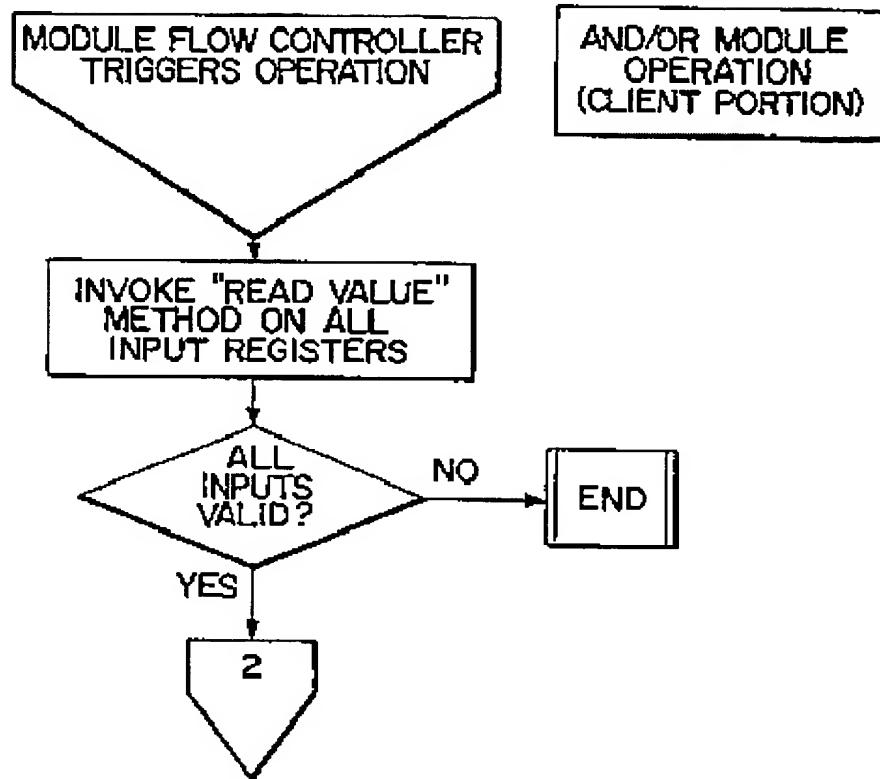 MODULE FLOW CONTROLLER
TRIGGERS OPERATION
AND/OR MODULE
OPERATION
(CLIENT PORTION)
INVOKE "READ VALUE"
METHOD ON ALL
INPUT REGISTERS
ALL
INPUTS
VALID?
NO
END
YES
2